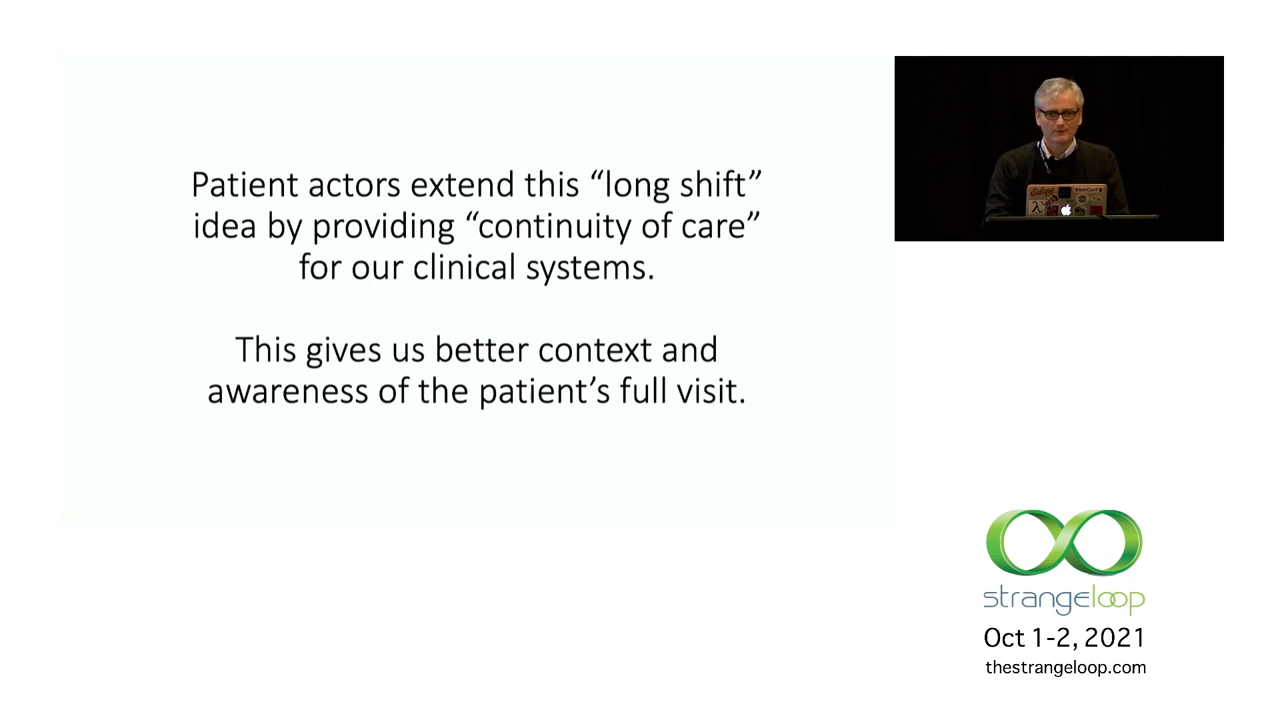 Patient actors extend this “long shift”
idea by providing “continuity of care”
for our clinical systems.
This gives us better context and
awareness of the patient’s full visit.
strangeloop
Oct 1-2, 2021
thestrangeloop.com